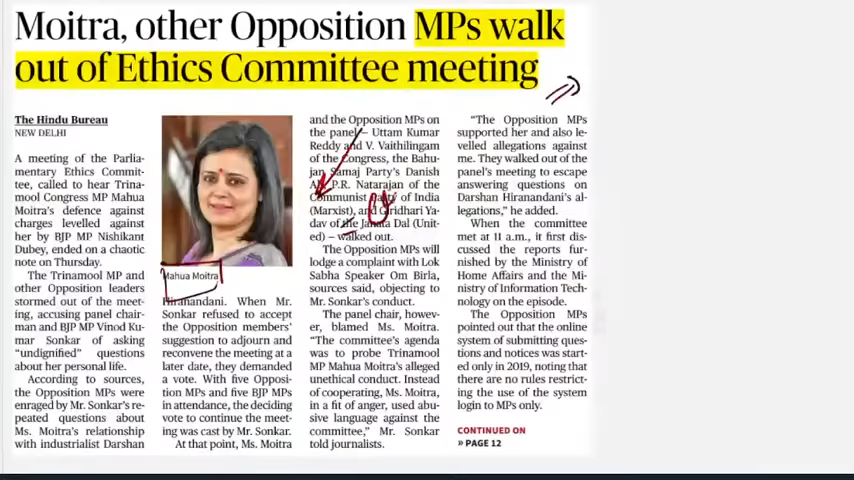 Moitra, other Opposition MPs walk
out of Ethics Committee meeting
The Hindu Bureau
NEW DELHI
A meeting of the Parlia-
mentary Ethics Commit-
tee, called to hear Trina-
mool Congress MP Mahua
Moitra's defence against
charges levelled against
her by BJP MP Nishikant
Dubey, ended on a chaotic
note on Thursday.
The Trinamool MP and
other Opposition leaders
stormed out of the meet-
ing, accusing panel chair-
man and BJP MP Vinod Ku-
mar Sonkar of asking
"undignified" questions
about her personal life.
According to sources,
the Opposition MPs were
enraged by Mr. Sonkar's re-
peated questions about
Ms. Moitra's relationship
with industrialist Darshan
Mahua Moitra
Hiranandani. When Mr.
Sonkar refused to accept
the Opposition members'
suggestion to adjourn and
reconvene the meeting at a
later date, they demanded
a vote. With five Opposi-
tion MPs and five BJP MPs
in attendance, the deciding
vote to continue the meet-
ing was cast by Mr. Sonkar.
At that point, Ms. Moitra
and the Opposition MPs on
the panel – Uttam Kumar
Reddy and V. Vaithilingam
of the Congress, the Bahu-
jan Samaj Party's Danish
Ali, P.R. Natarajan of the
Communist Party of India
(Marxist), and Giridhari Ya-
dav of the Janata Dal (Unit-
ed) – walked out.
The Opposition MPs will
lodge a complaint with Lok
Sabha Speaker Om Birla,
sources said, objecting to
Mr. Sonkar's conduct.
The panel chair, howev-
er, blamed Ms. Moitra.
"The committee's agenda
was to probe Trinamool
MP Mahua Moitra's alleged
unethical conduct. Instead
of cooperating, Ms. Moitra,
in a fit of anger, used abu-
sive language against the
committee," Mr. Sonkar
told journalists.
"The Opposition MPs
supported her and also le-
velled allegations against
me. They walked out of the
panel's meeting to escape
answering questions on
Darshan Hiranandani's al-
legations," he added.
When the committee
met at 11 a.m., it first dis-
cussed the reports fur-
nished by the Ministry of
Home Affairs and the Mi-
nistry of Information Tech-
nology on the episode.
The Opposition MPs
pointed out that the online
system of submitting ques-
tions and notices was start-
ed only in 2019, noting that
there are no rules restrict-
ing the use of the system
login to MPs only.
CONTINUED ON
» PAGE 12